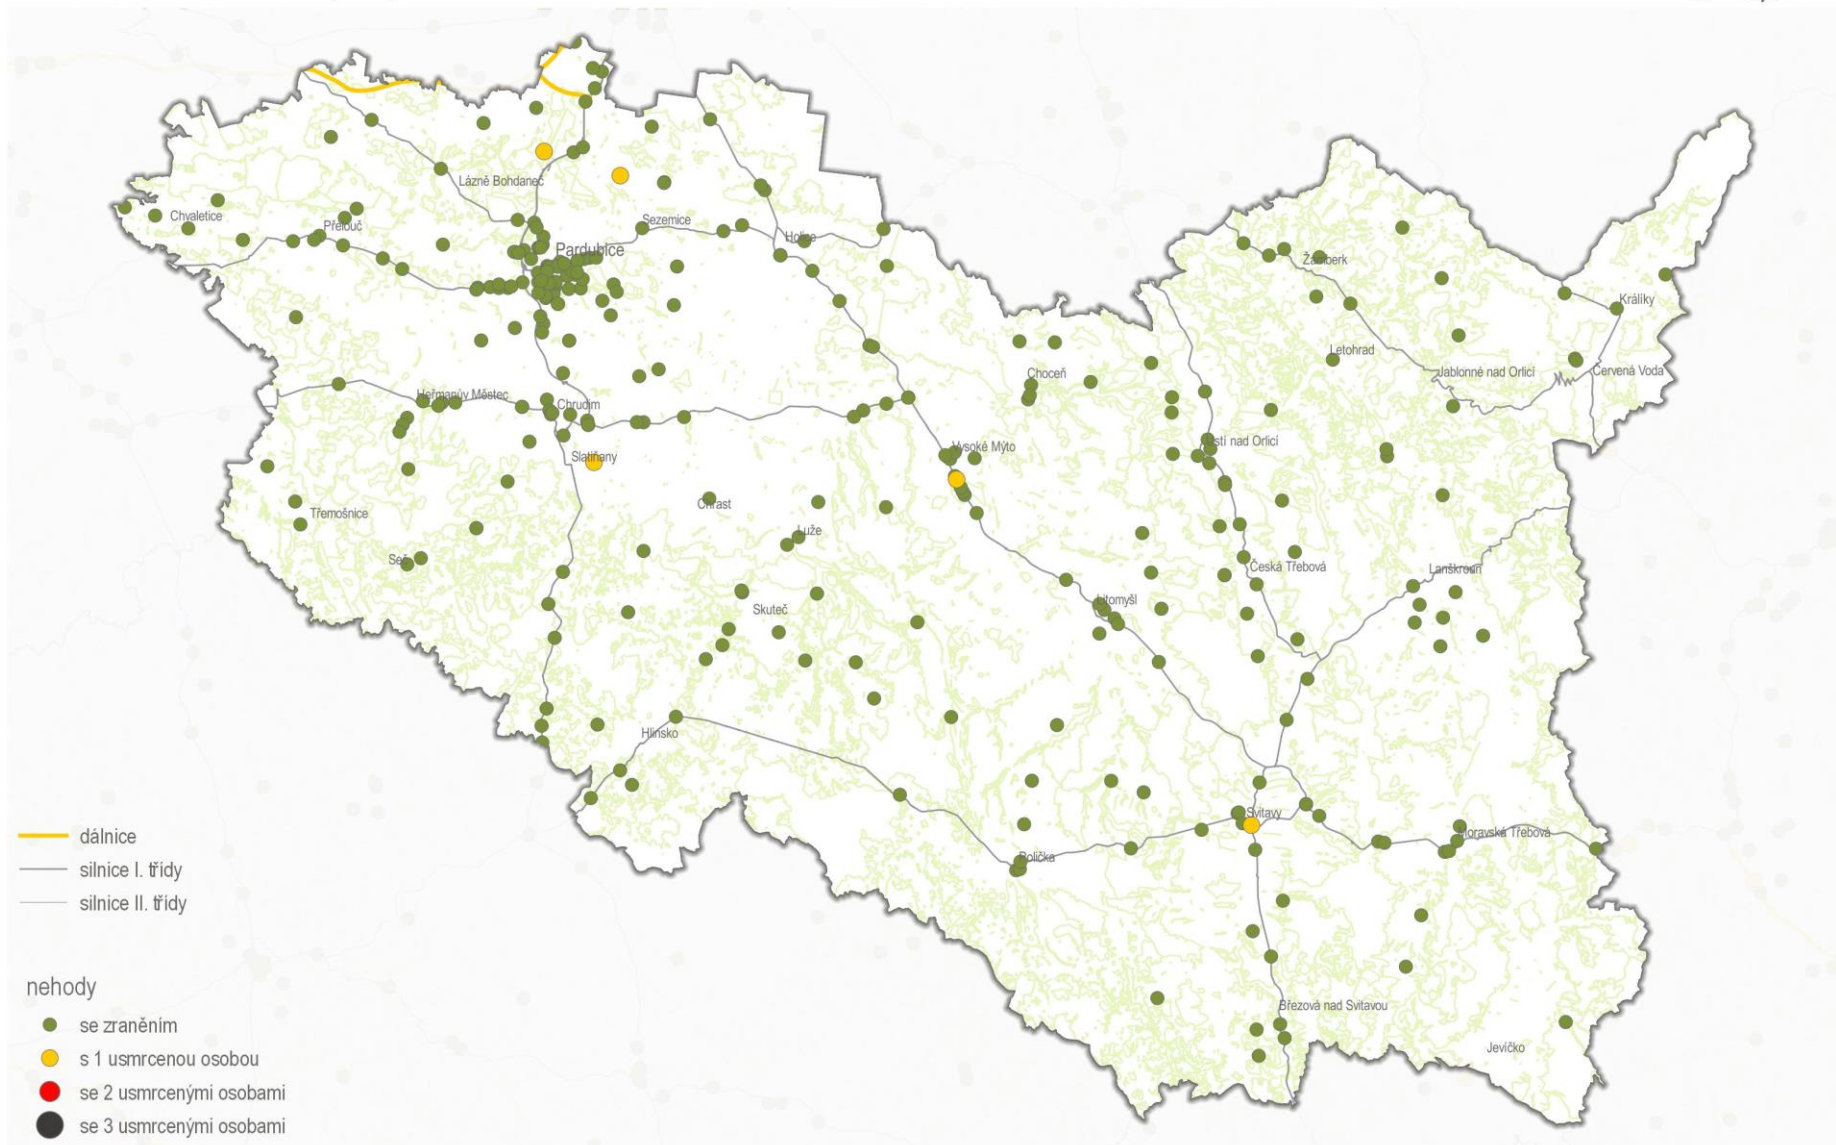 Lázně Bohdaneč
Chvaletice
Přelouč
Sezemice
Holice
Pardubice
Žamberk
Králíky
Letohrad
Jablonné nad Orlicí
Červená Voda
Choceň
Heřmanův Městec
Chrudim
Ústí nad Orlicí
Vysoké Mýto
Slatiňany
Chrast
Třemošnice
Luže
Seč
Česká Třebová
Lanškroun
Litomyšl
Skuteč
Hlinsko
Svitavy
Moravská Třebová
Polička
Březová nad Svitavou
Jevíčko
dálnice
silnice I. třídy
silnice II. třídy
nehody
se zraněním
s 1 usmrcenou osobou
se 2 usmrcenými osobami
se 3 usmrcenými osobami